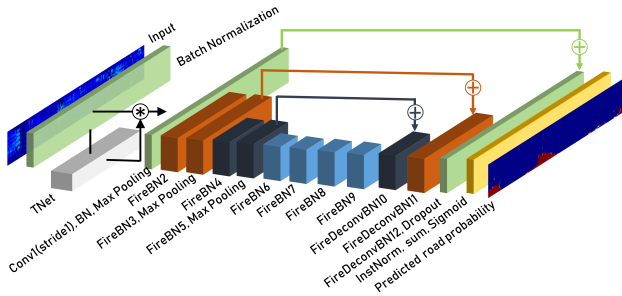 Input
Batch Normalization
TNet
Conv1(stride1), BN, Max Pooling
FireBN2
FireBN3, Max Pooling
FireBN4
FireBN5, Max Pooling
FireBN6
FireBN7
FireBN8
FireBN9
FireDeconvBN10
FireDeconvBN11
FireDeconvBN12, Dropout
InstNorm, sum, Sigmoid
Predicted road probability